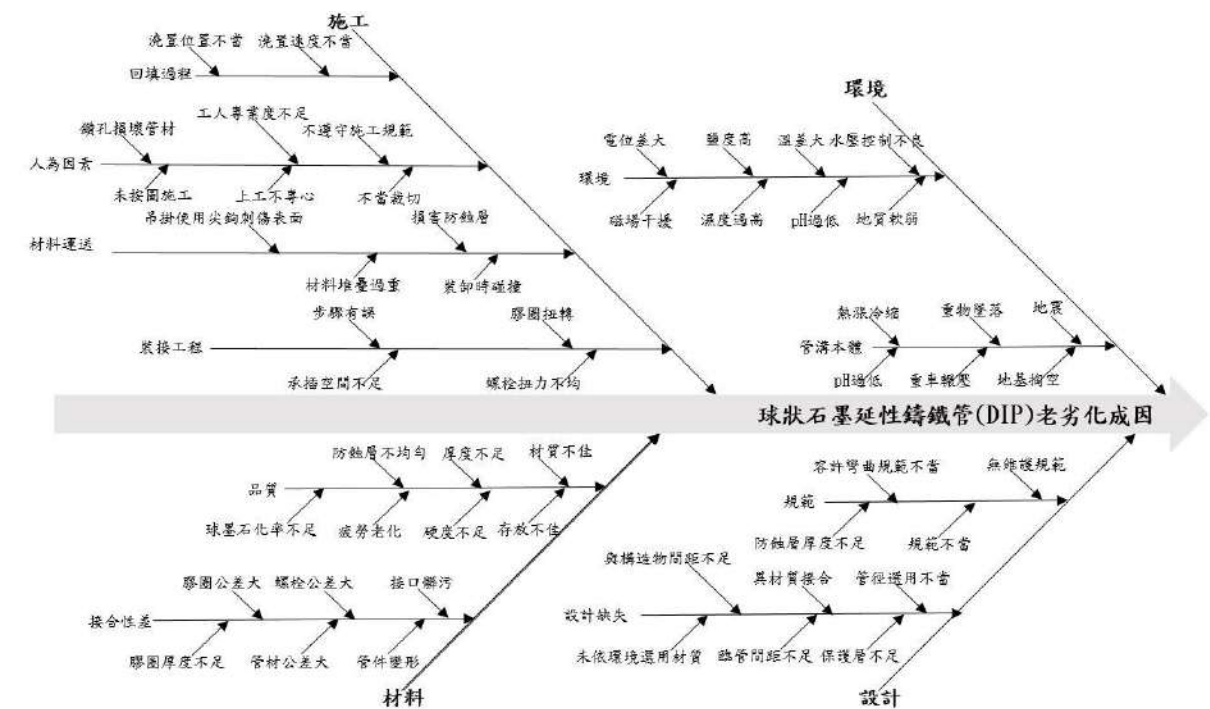 施工
澆置位置不當
澆置速度不當
回填過程
鑽孔損壞管材
工人專業度不足
不遵守施工規範
人為因素
未按圖施工
上工不專心
不當裁切
吊掛使用尖鉤刺傷表面
損害防蝕層
材料運送
材料堆疊過重
裝卸時碰撞
步驟有誤
膠圈扭轉
裝接工程
承插空間不足
螺栓扭力不均
環境
電位差大
鹽度高
溫差大
水壓控制不良
環境
磁場干擾
濕度過高
pH過低
地質軟弱
熱漲冷縮
重物墜落
地震
管溝本體
pH過低
重車輾壓
地基掏空
球狀石墨延性鑄鐵管(DIP)老劣化成因
防蝕層不均勻
厚度不足
材質不佳
品質
球墨石化率不足
疲勞老化
硬度不足
存放不佳
膠圈公差大
螺栓公差大
接口髒污
接合性差
膠圈厚度不足
管材公差大
管件變形
材料
容許彎曲規範不當
無維護規範
規範
防蝕層厚度不足
規範不當
與構造物間距不足
異材質接合
管徑選用不當
設計缺失
未依環境選用材質
臨管間距不足
保護層不足
設計